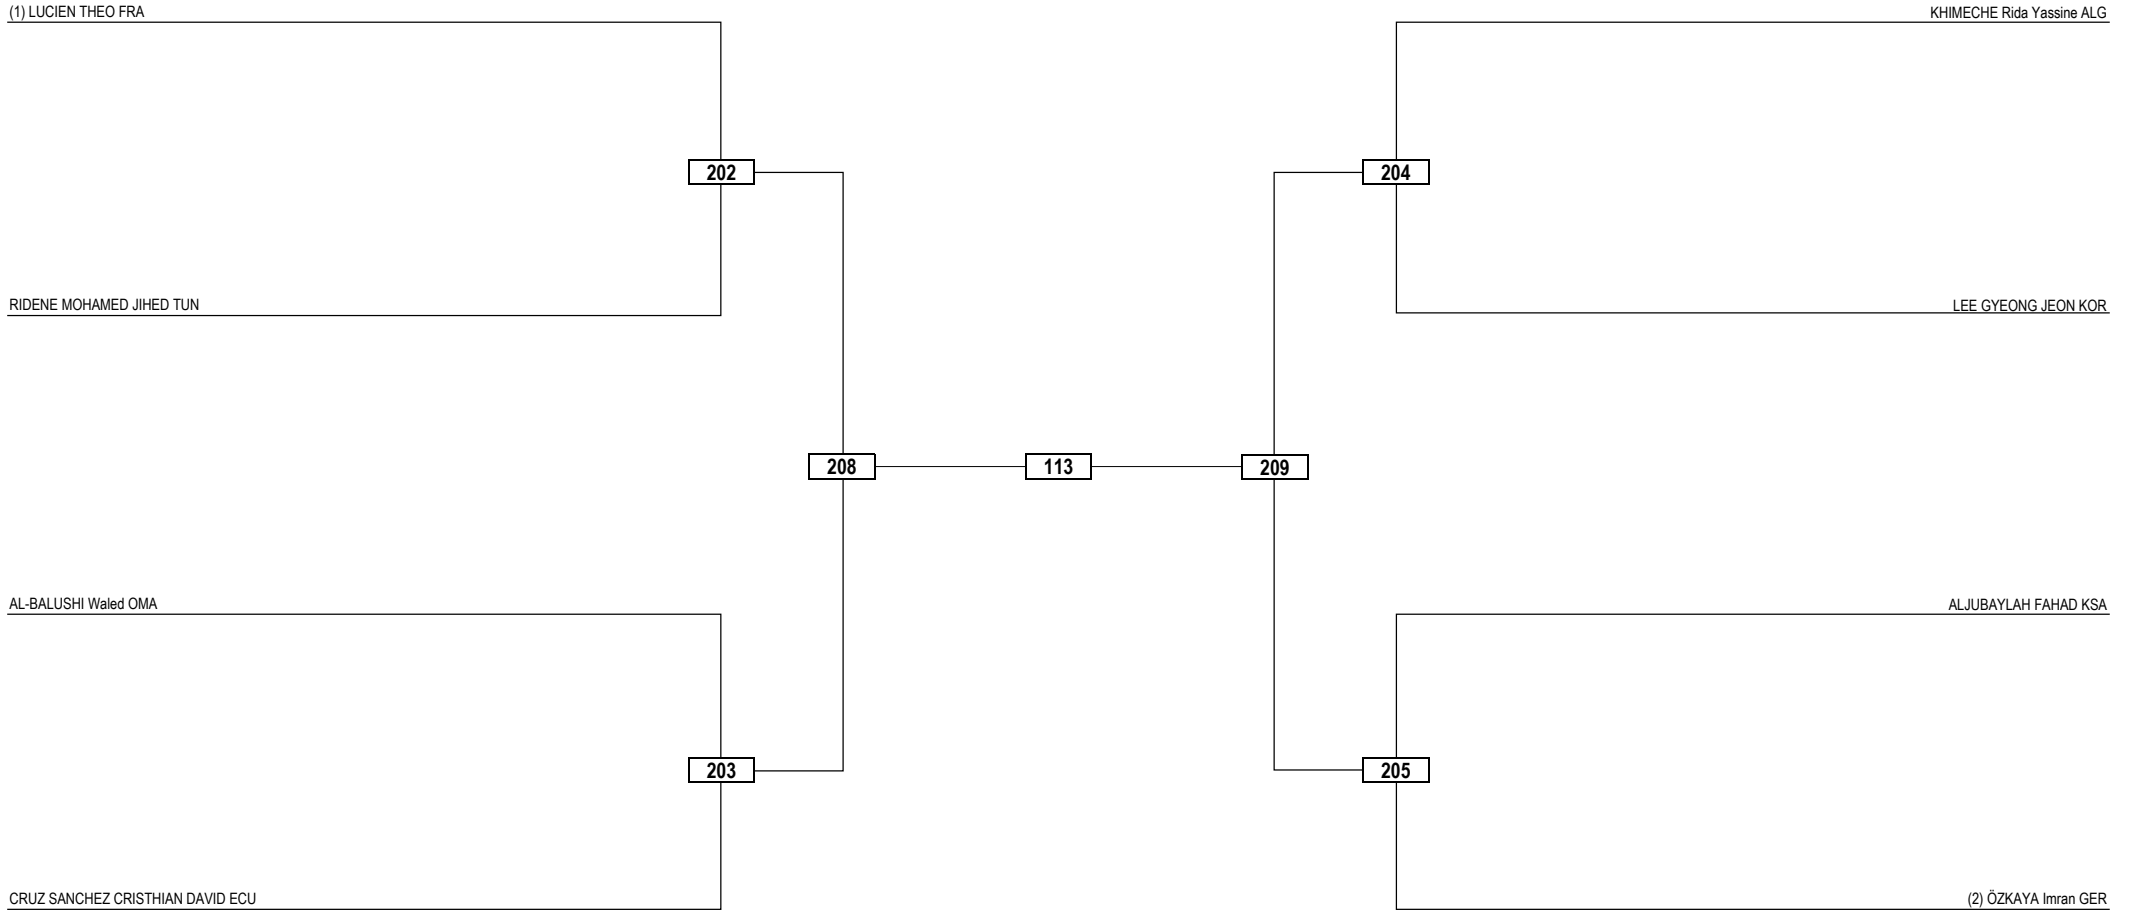 (1) LUCIEN THEO FRA
KHIMECHE Rida Yassine ALG
202
204
RIDENE MOHAMED JIHED TUN
LEE GYEONG JEON KOR
208
113
209
AL-BALUSHI Waled OMA
ALJUBAYLAH FAHAD KSA
203
205
CRUZ SANCHEZ CRISTHIAN DAVID ECU
(2) ÖZKAYA Imran GER